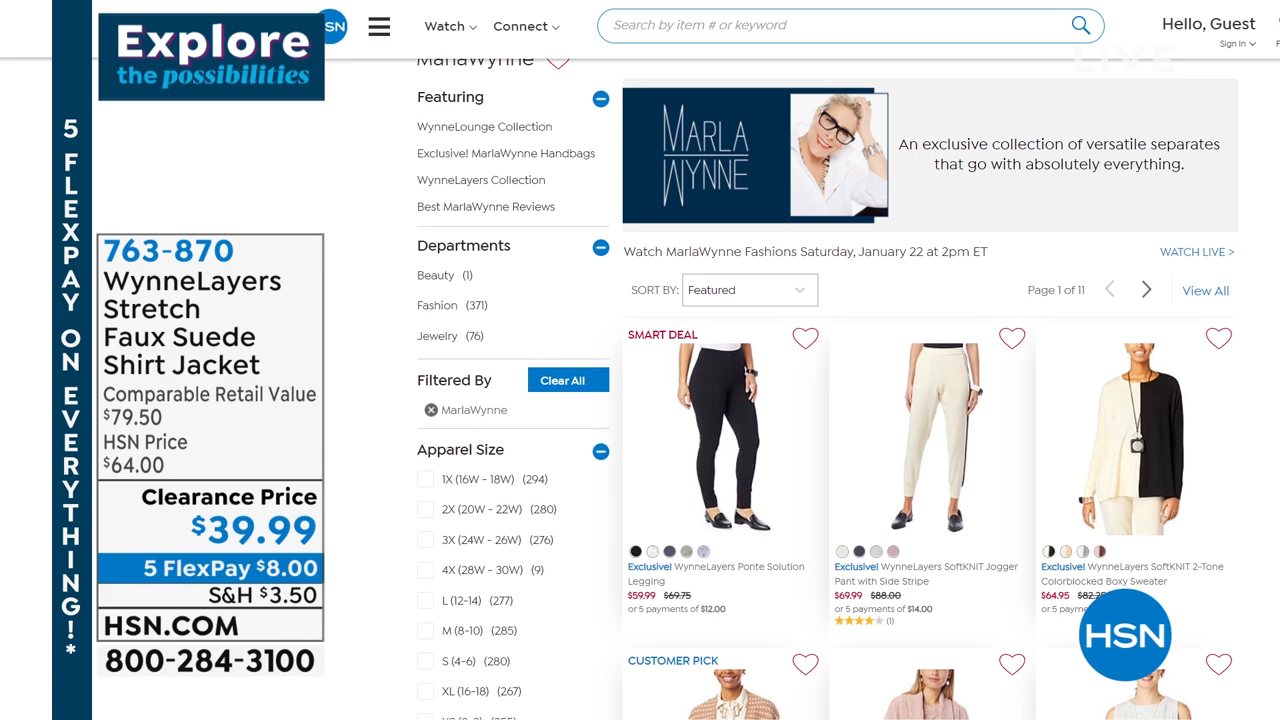 Explore
the possibilities
5 FLEXPAY ON EVERYTHING!*
763-870
WynneLayers
Stretch
Faux Suede
Shirt Jacket
Comparable Retail Value
$79.50
HSN Price
$64.00
Clearance Price
$39.99
5 FlexPay $8.00
S&H $3.50
HSN.COM
800-284-3100
SN
Watch
Connect
Search by item # or keyword
Hello, Guest
Sign In
LIVE
MarlaWynne
Featuring
WynneLounge Collection
Exclusive! MarlaWynne Handbags
WynneLayers Collection
Best MarlaWynne Reviews
Departments
Beauty (1)
Fashion (371)
Jewelry (76)
Filtered By
Clear All
MarlaWynne
Apparel Size
1X (16W - 18W) (294)
2X (20W - 22W) (280)
3X (24W - 26W) (276)
4X (28W - 30W) (9)
L (12-14) (277)
M (8-10) (285)
S (4-6) (280)
XL (16-18) (267)
MARLA
WYNNE
An exclusive collection of versatile separates
that go with absolutely everything.
Watch MarlaWynne Fashions Saturday, January 22 at 2pm ET
WATCH LIVE >
SORT BY: Featured
Page 1 of 11
View All
SMART DEAL
Exclusive! WynneLayers Ponte Solution
Legging
$59.99 $69.75
or 5 payments of $12.00
Exclusive! WynneLayers SoftKNIT Jogger
Pant with Side Stripe
$69.99 $88.00
or 5 payments of $14.00
(1)
Exclusive! WynneLayers SoftKNIT 2-Tone
Colorblocked Boxy Sweater
$64.95
or 5 payme
CUSTOMER PICK
HSN